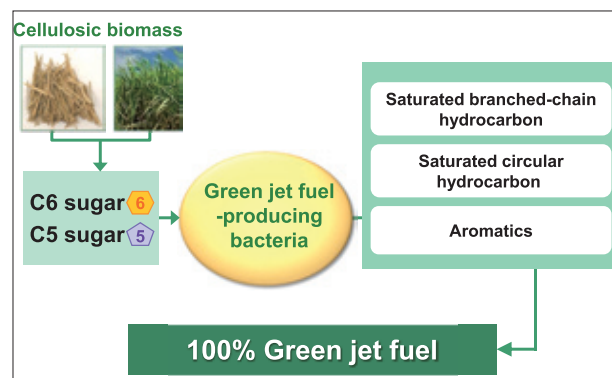 Cellulosic biomass
C6 sugar 6
C5 sugar 5
Green jet fuel
-producing
bacteria
Saturated branched-chain
hydrocarbon
Saturated circular
hydrocarbon
Aromatics
100% Green jet fuel